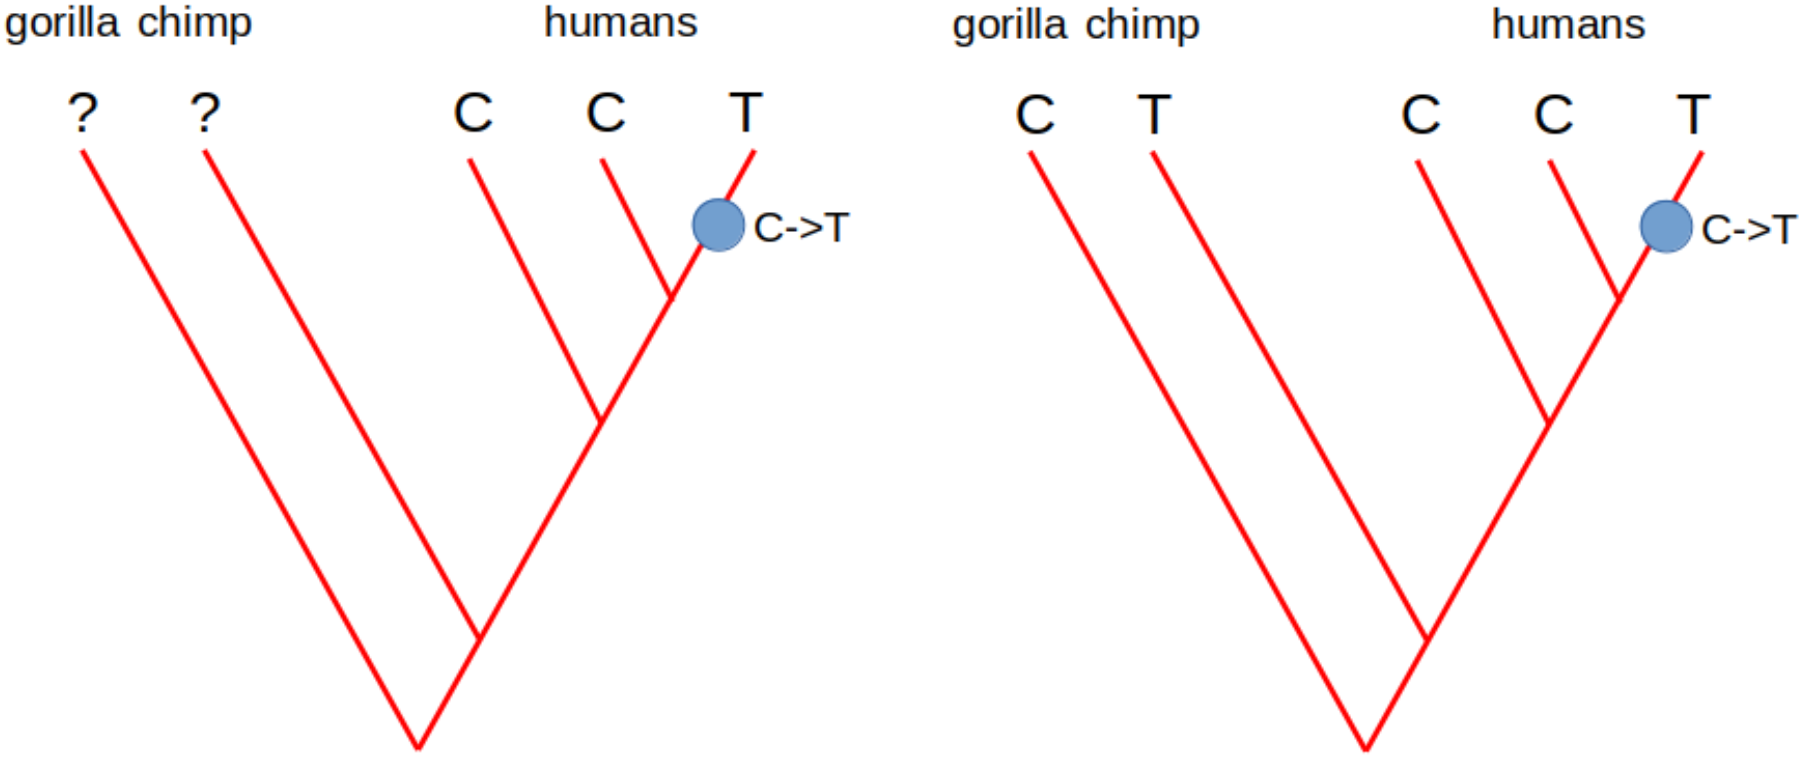 gorilla chimp humans
? ? C C T
C->T
gorilla chimp humans
C T C C T
C->T